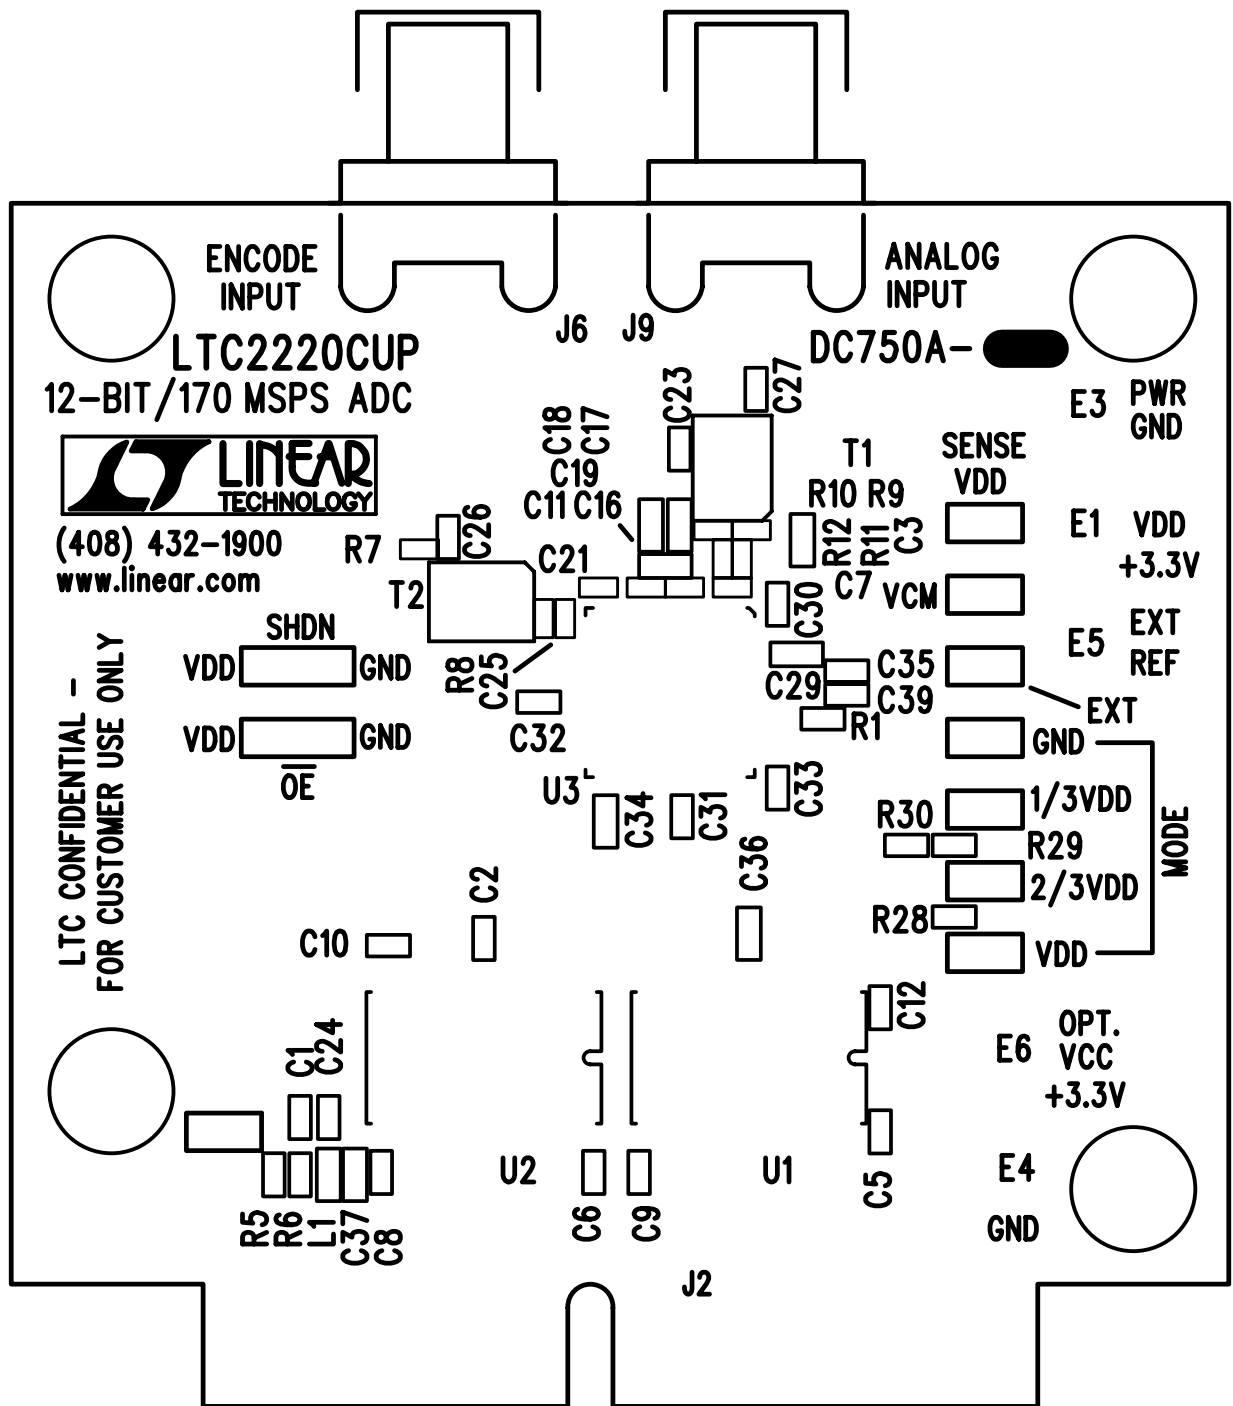 ENCODE
INPUT
ANALOG
INPUT
J6
J9
LTC2220CUP
DC750A-
12-BIT/170 MSPS ADC
C23
C27
E3
PWR
GND
LINEAR
TECHNOLOGY
C18
C17
C19
C11
C16
T1
R10
R9
SENSE
VDD
(408) 432-1900
www.linear.com
R7
C26
C21
R12
R11
C3
C7
E1
VDD
+3.3V
T2
C30
VCM
E5
EXT
REF
SHDN
VDD
GND
R8
C25
C29
C35
C39
R1
EXT
VDD
GND
OE
C32
GND
LTC CONFIDENTIAL -
FOR CUSTOMER USE ONLY
U3
C34
C31
C33
C36
R30
1/3VDD
R29
MODE
2/3VDD
C2
R28
C10
VDD
C12
C1
C24
E6
OPT.
VCC
+3.3V
U2
U1
E4
C5
R5
R6
L1
C37
C8
C6
C9
GND
J2